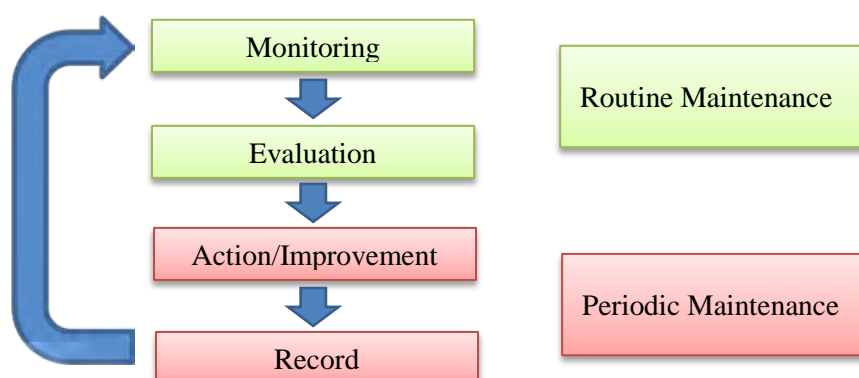 Monitoring
Routine Maintenance
Evaluation
Action/Improvement
Periodic Maintenance
Record